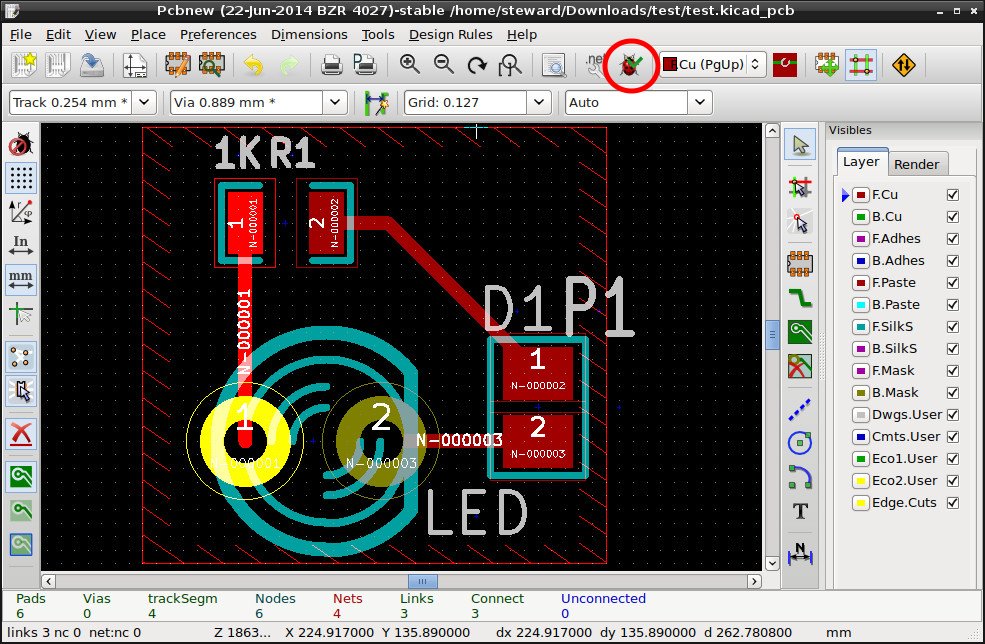 Pcbnew (22-Jun-2014 BZR 4027)-stable /home/steward/Downloads/test/test.kicad_pcb
File Edit View Place Preferences Dimensions Tools Design Rules Help
.net
F.Cu (PgUp)
Track 0.254 mm * Via 0.889 mm * Grid: 0.127 Auto
Visibles
Layer Render
In
mm
1K R1
1 N-000001
2 N-000002
N-000001
D1 P1
1
N-000002
2
N-000003
1
N-000001
2
N-000003
N-000003
LED
T
N
F.Cu
B.Cu
F.Adhes
B.Adhes
F.Paste
B.Paste
F.SilkS
B.SilkS
F.Mask
B.Mask
Dwgs.User
Cmts.User
Eco1.User
Eco2.User
Edge.Cuts
Pads Vias trackSegm Nodes Nets Links Connect Unconnected
6 0 4 6 4 3 3 0
links 3 nc 0 net:nc 0 Z 1863... X 224.917000 Y 135.890000 dx 224.917000 dy 135.890000 d 262.780800 mm